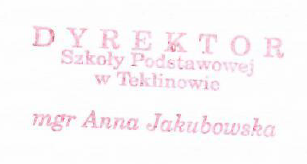 DYREKTOR
Szkoły Podstawowej
w Teklinowie
mgr Anna Jakubowska